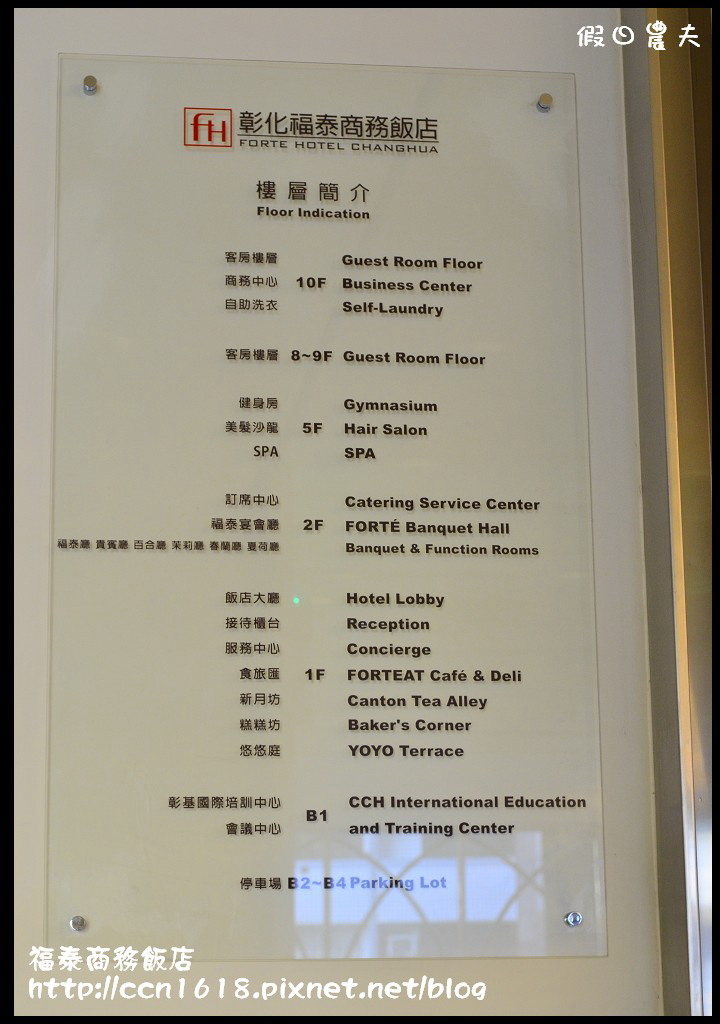 假日農夫
fH 彰化福泰商務飯店
FORTE HOTEL CHANGHUA
樓層簡介
Floor Indication
客房樓層 Guest Room Floor
商務中心 10F Business Center
自助洗衣 Self-Laundry
客房樓層 8~9F Guest Room Floor
健身房 Gymnasium
美髮沙龍 5F Hair Salon
SPA SPA
訂席中心 Catering Service Center
福泰宴會廳 2F FORTÉ Banquet Hall
福泰廳 貴賓廳 百合廳 茉莉廳 春蘭廳 夏荷廳 Banquet & Function Rooms
飯店大廳 Hotel Lobby
接待櫃台 Reception
服務中心 Concierge
食旅匯 1F FORTEAT Café & Deli
新月坊 Canton Tea Alley
糕糕坊 Baker's Corner
悠悠庭 YOYO Terrace
彰基國際培訓中心 CCH International Education
會議中心 B1 and Training Center
停車場 B2~B4 Parking Lot
福泰商務飯店
http://ccn1618.pixnet.net/blog